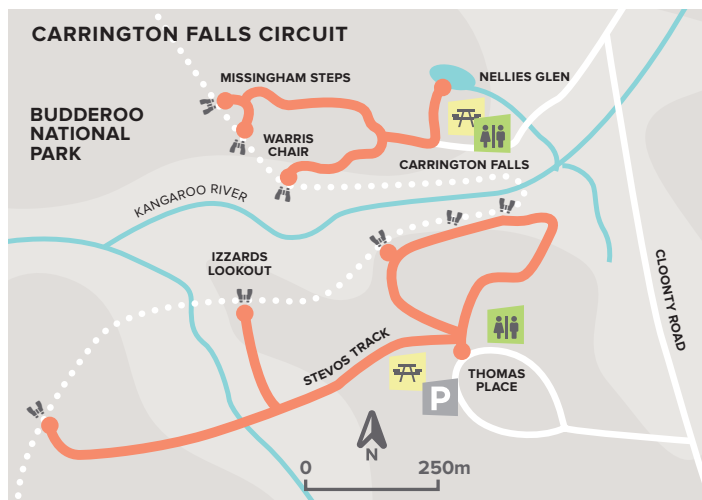 CARRINGTON FALLS CIRCUIT
MISSINGHAM STEPS
NELLIES GLEN
BUDDEROO
NATIONAL
PARK
WARRIS
CHAIR
CARRINGTON FALLS
KANGAROO RIVER
IZZARDS
LOOKOUT
CLOONTY ROAD
STEVOS TRACK
THOMAS
PLACE
P
N
0
250m